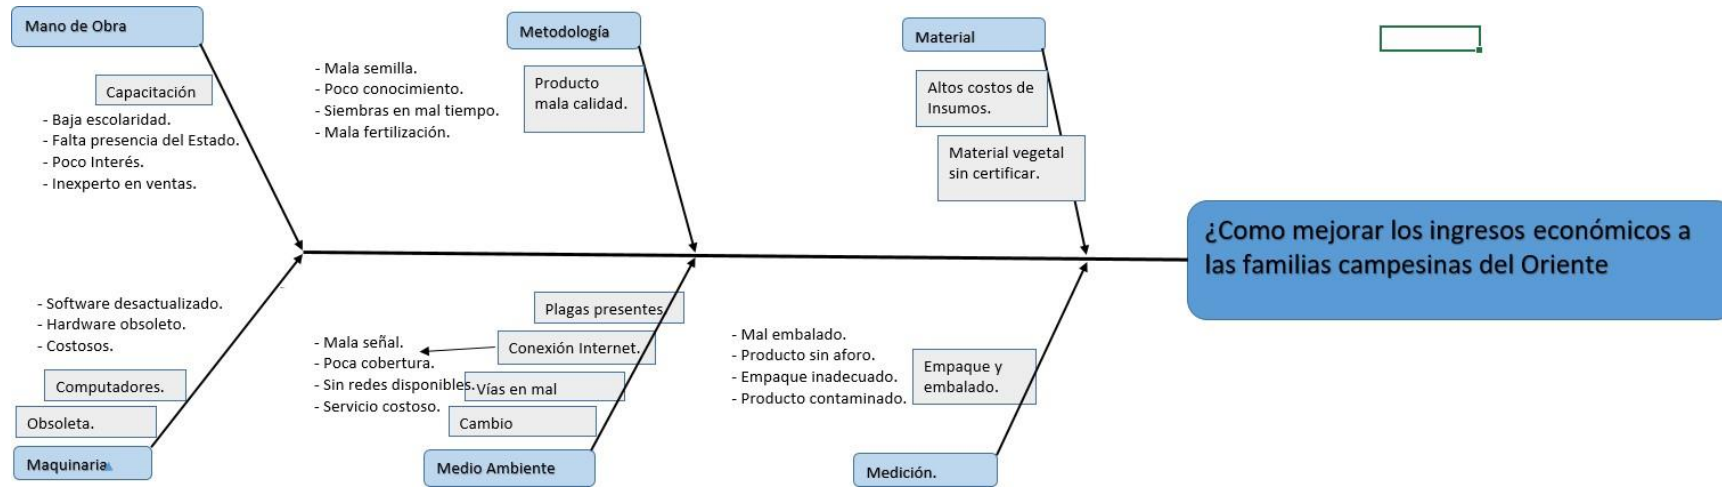 Mano de Obra
Capacitación
- Baja escolaridad.
- Falta presencia del Estado.
- Poco Interés.
- Inexperto en ventas.
Metodología
- Mala semilla.
- Poco conocimiento.
- Siembras en mal tiempo.
- Mala fertilización.
Producto
mala calidad.
Material
Altos costos de
Insumos.
Material vegetal
sin certificar.
¿Como mejorar los ingresos económicos a
las familias campesinas del Oriente
- Software desactualizado.
- Hardware obsoleto.
- Costosos.
Computadores.
Obsoleta.
Maquinaria
Plagas presentes.
Conexión Internet.
- Mala señal.
- Poca cobertura.
- Sin redes disponibles.
- Servicio costoso.
Vías en mal
Cambio
Medio Ambiente
- Mal embalado.
- Producto sin aforo.
- Empaque inadecuado.
- Producto contaminado.
Empaque y
embalado.
Medición.